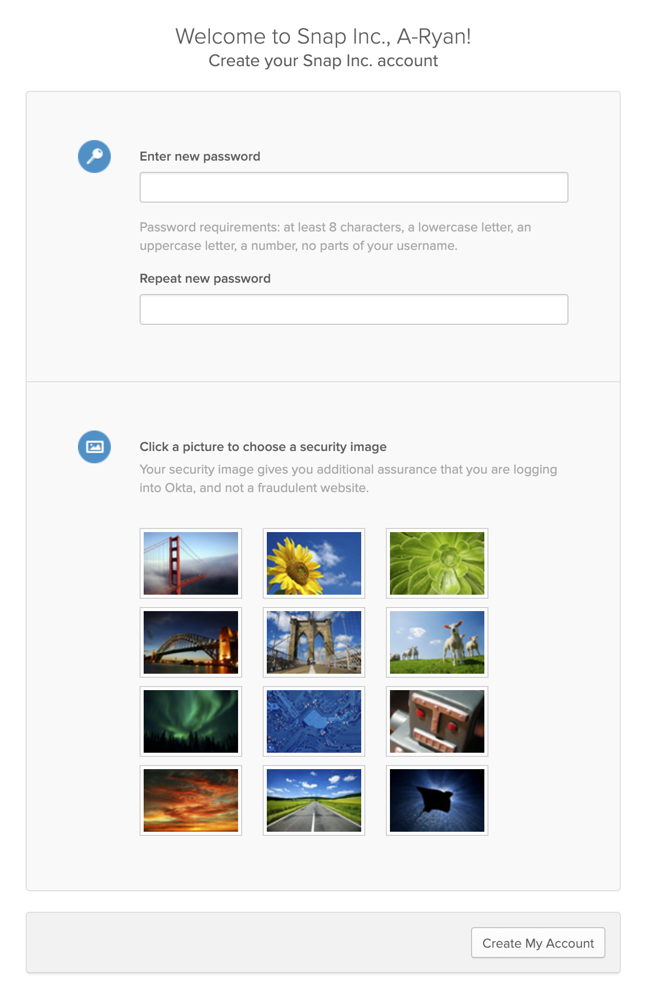 Welcome to Snap Inc., A-Ryan!
Create your Snap Inc. account
Enter new password
Password requirements: at least 8 characters, a lowercase letter, an
uppercase letter, a number, no parts of your username.
Repeat new password
Click a picture to choose a security image
Your security image gives you additional assurance that you are logging
into Okta, and not a fraudulent website.
Create My Account